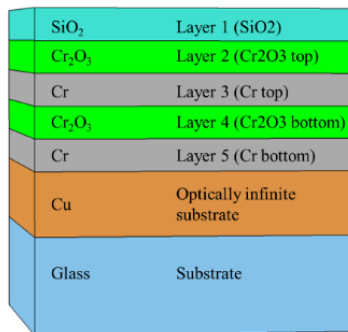 SiO₂ Layer 1 (SiO2)
Cr₂O₃ Layer 2 (Cr2O3 top)
Cr Layer 3 (Cr top)
Cr₂O₃ Layer 4 (Cr2O3 bottom)
Cr Layer 5 (Cr bottom)
Cu Optically infinite
substrate
Glass Substrate